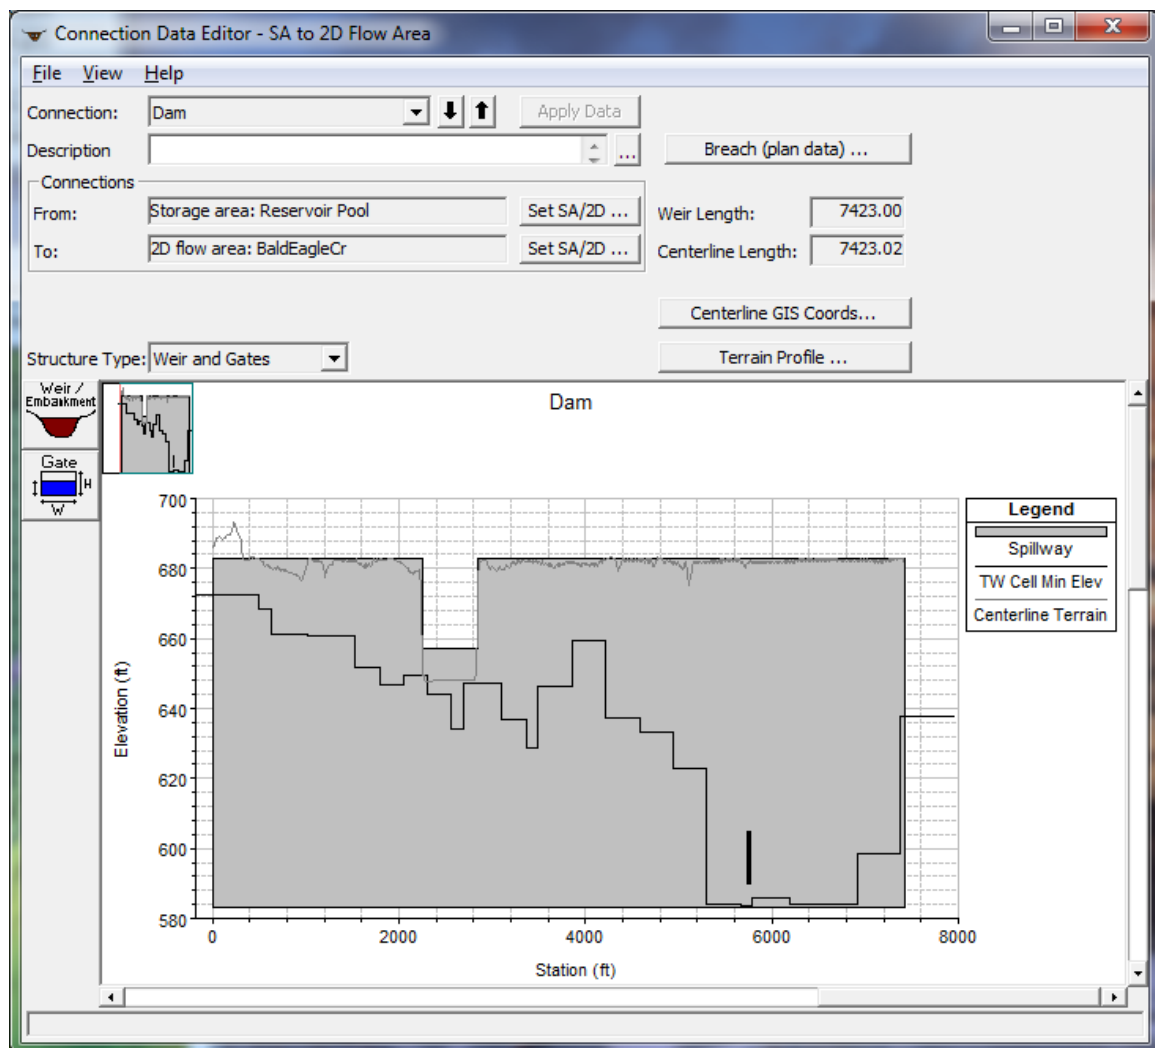 Connection Data Editor - SA to 2D Flow Area
File View Help
Connection: Dam Apply Data
Description ... Breach (plan data) ...
Connections
From: Storage area: Reservoir Pool Set SA/2D ... Weir Length: 7423.00
To: 2D flow area: BaldEagleCr Set SA/2D ... Centerline Length: 7423.02
Centerline GIS Coords...
Structure Type: Weir and Gates Terrain Profile ...
Weir /
Embankment
Gate
H
W
Dam
700
680
660
640
620
600
580
Elevation (ft)
0 2000 4000 6000 8000
Station (ft)
Legend
Spillway
TW Cell Min Elev
Centerline Terrain